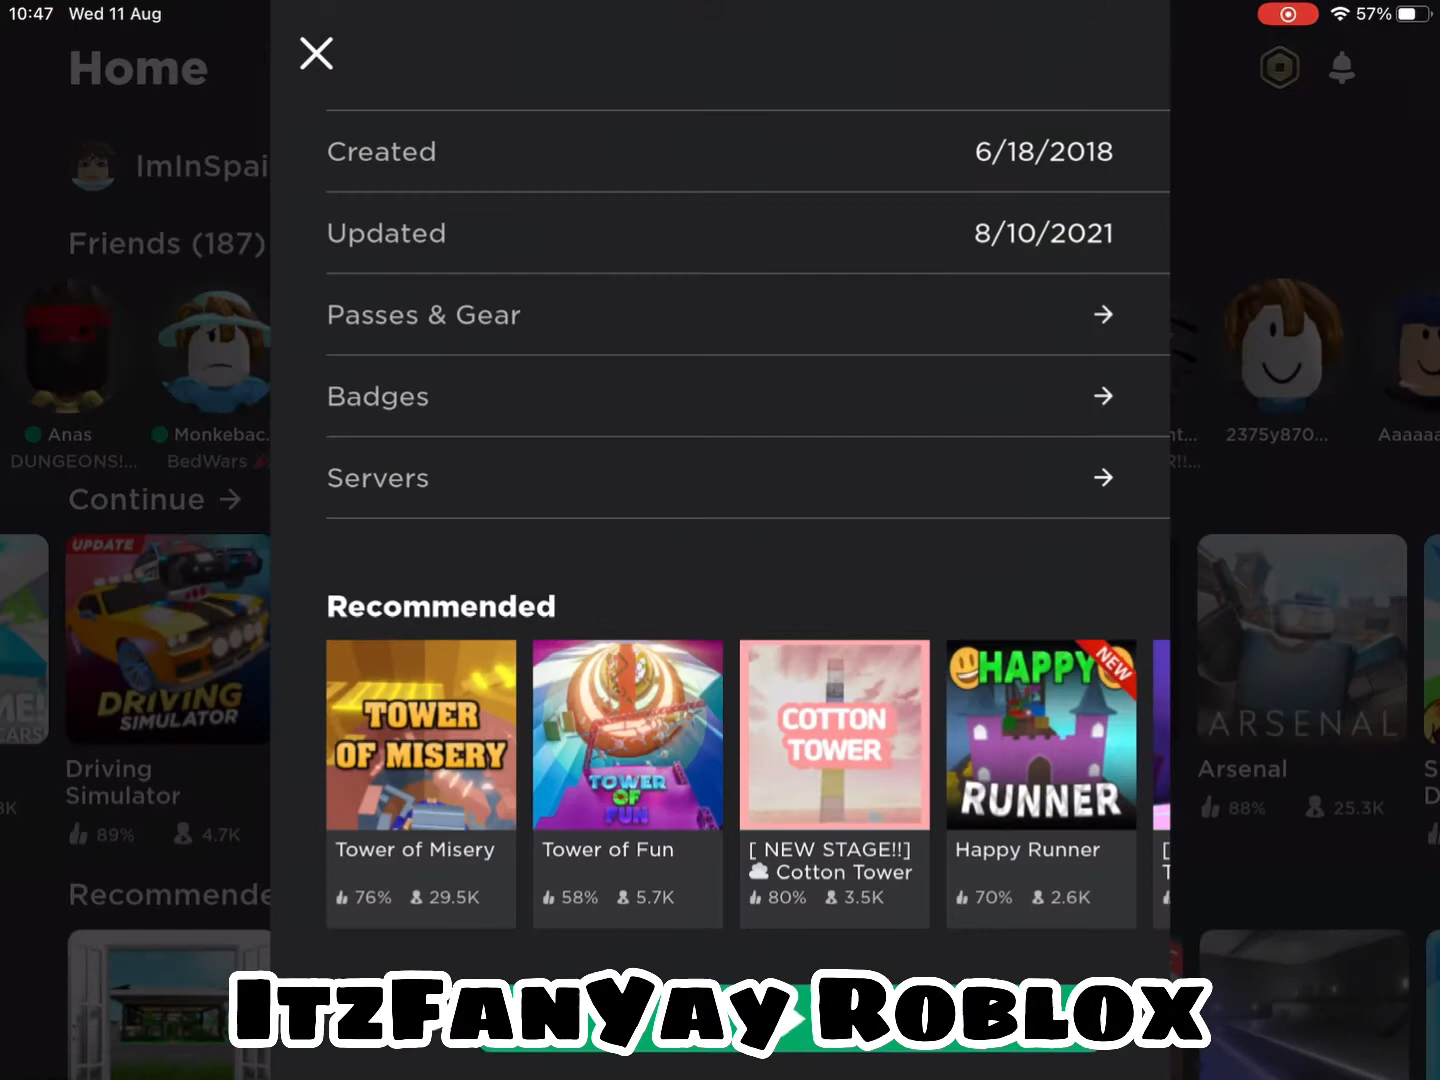 10:47 Wed 11 Aug
57%
Home
ImInSpai
Friends (187)
Anas
DUNGEONS!...
Monkebac...
BedWars
2375y870...
Aaaaaa
Continue
UPDATE
DRIVING
SIMULATOR
Driving
Simulator
89% 4.7K
ARSENAL
Arsenal
88% 25.3K
Recommende
Created 6/18/2018
Updated 8/10/2021
Passes & Gear
Badges
Servers
Recommended
TOWER
OF MISERY
Tower of Misery
76% 29.5K
TOWER
OF
FUN
Tower of Fun
58% 5.7K
COTTON
TOWER
[ NEW STAGE!!]
Cotton Tower
80% 3.5K
HAPPY
NEW
RUNNER
Happy Runner
70% 2.6K
ItzFanYay Roblox